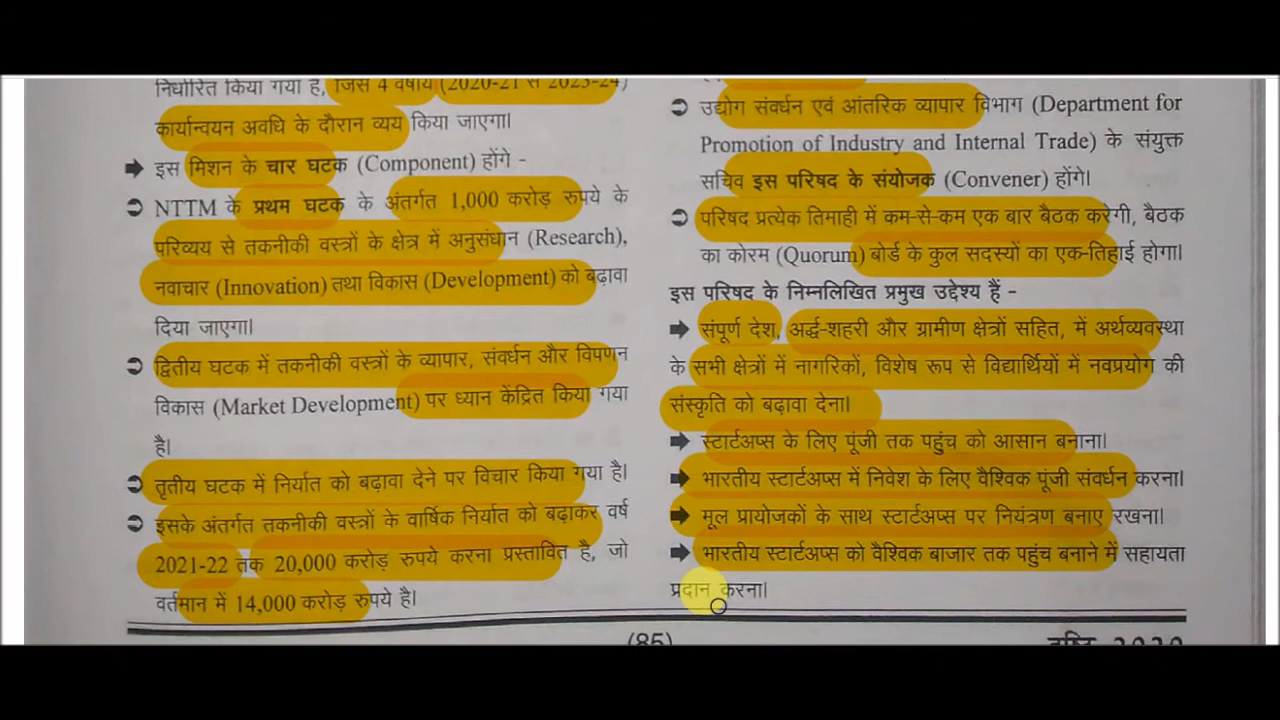 निर्धारित किया गया है, जिसे 4 वर्षीय (2020-21 से 2023-24)
कार्यान्वयन अवधि के दौरान व्यय किया जाएगा।
➡ इस मिशन के चार घटक (Component) होंगे -
➲ NTTM के प्रथम घटक के अंतर्गत 1,000 करोड़ रुपये के
परिव्यय से तकनीकी वस्त्रों के क्षेत्र में अनुसंधान (Research),
नवाचार (Innovation) तथा विकास (Development) को बढ़ावा
दिया जाएगा।
➲ द्वितीय घटक में तकनीकी वस्त्रों के व्यापार, संवर्धन और विपणन
विकास (Market Development) पर ध्यान केंद्रित किया गया
है।
➲ तृतीय घटक में निर्यात को बढ़ावा देने पर विचार किया गया है।
➲ इसके अंतर्गत तकनीकी वस्त्रों के वार्षिक निर्यात को बढ़ाकर वर्ष
2021-22 तक 20,000 करोड़ रुपये करना प्रस्तावित है, जो
वर्तमान में 14,000 करोड़ रुपये है।
➲ उद्योग संवर्धन एवं आंतरिक व्यापार विभाग (Department for
Promotion of Industry and Internal Trade) के संयुक्त
सचिव इस परिषद के संयोजक (Convener) होंगे।
➲ परिषद प्रत्येक तिमाही में कम-से-कम एक बार बैठक करेगी, बैठक
का कोरम (Quorum) बोर्ड के कुल सदस्यों का एक-तिहाई होगा।
इस परिषद के निम्नलिखित प्रमुख उद्देश्य हैं -
➡ संपूर्ण देश, अर्द्ध-शहरी और ग्रामीण क्षेत्रों सहित, में अर्थव्यवस्था
के सभी क्षेत्रों में नागरिकों, विशेष रूप से विद्यार्थियों में नवप्रयोग की
संस्कृति को बढ़ावा देना।
➡ स्टार्टअप्स के लिए पूंजी तक पहुंच को आसान बनाना।
➡ भारतीय स्टार्टअप्स में निवेश के लिए वैश्विक पूंजी संवर्धन करना।
➡ मूल प्रायोजकों के साथ स्टार्टअप्स पर नियंत्रण बनाए रखना।
➡ भारतीय स्टार्टअप्स को वैश्विक बाजार तक पहुंच बनाने में सहायता
प्रदान करना।
(85)